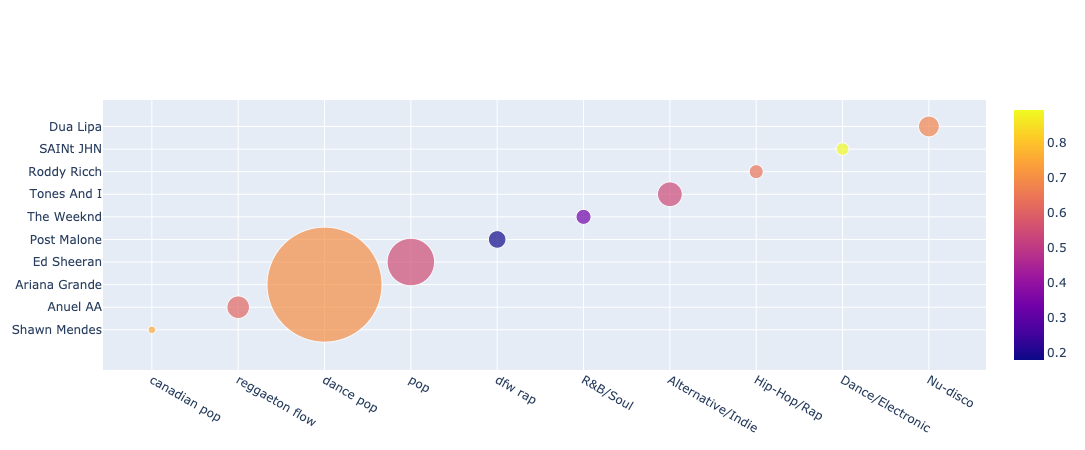 Dua Lipa
SAINt JHN
Roddy Ricch
Tones And I
The Weeknd
Post Malone
Ed Sheeran
Ariana Grande
Anuel AA
Shawn Mendes
canadian pop
reggaeton flow
dance pop
pop
dfw rap
R&B/Soul
Alternative/Indie
Hip-Hop/Rap
Dance/Electronic
Nu-disco
0.8
0.7
0.6
0.5
0.4
0.3
0.2